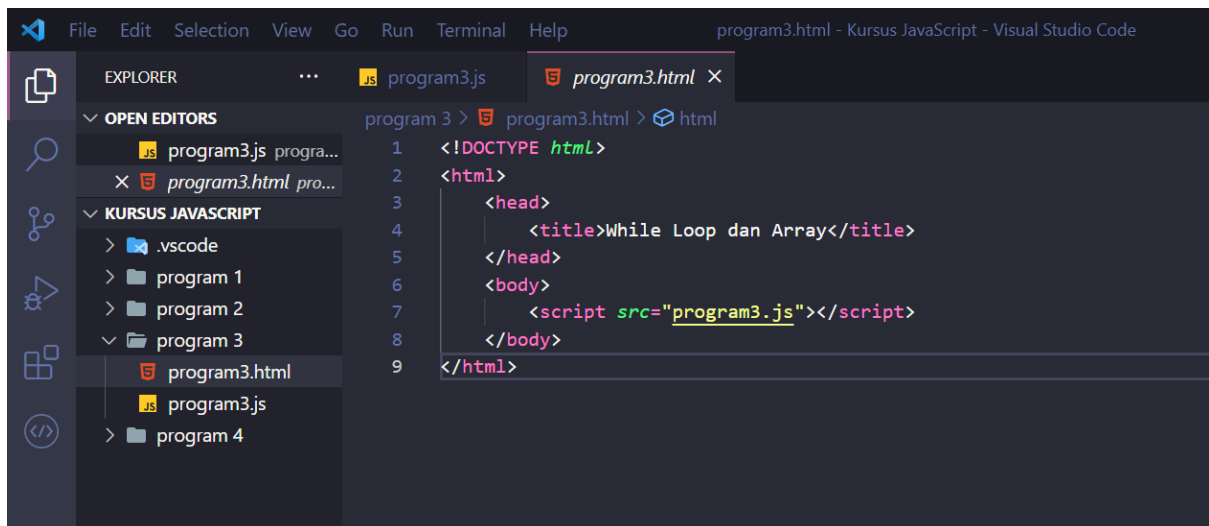 File Edit Selection View Go Run Terminal Help program3.html - Kursus JavaScript - Visual Studio Code
EXPLORER ...
JS program3.js
program3.html ×
OPEN EDITORS
JS program3.js progra...
× program3.html pro...
KURSUS JAVASCRIPT
.vscode
program 1
program 2
program 3
program3.html
JS program3.js
program 4
program 3 > program3.html > html
1 <!DOCTYPE html>
2 <html>
3 <head>
4 <title>While Loop dan Array</title>
5 </head>
6 <body>
7 <script src="program3.js"></script>
8 </body>
9 </html>